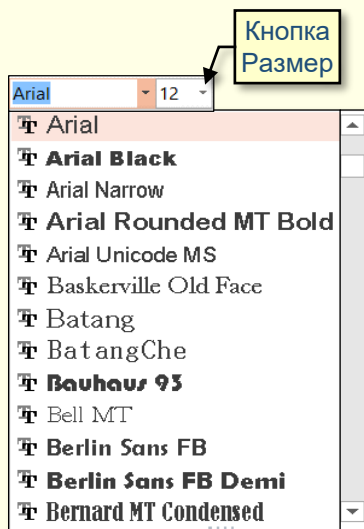 Кнопка
Размер
Arial 12
Arial
Arial Black
Arial Narrow
Arial Rounded MT Bold
Arial Unicode MS
Baskerville Old Face
Batang
BatangChe
Bauhaus 93
Bell MT
Berlin Sans FB
Berlin Sans FB Demi
Bernard MT Condensed